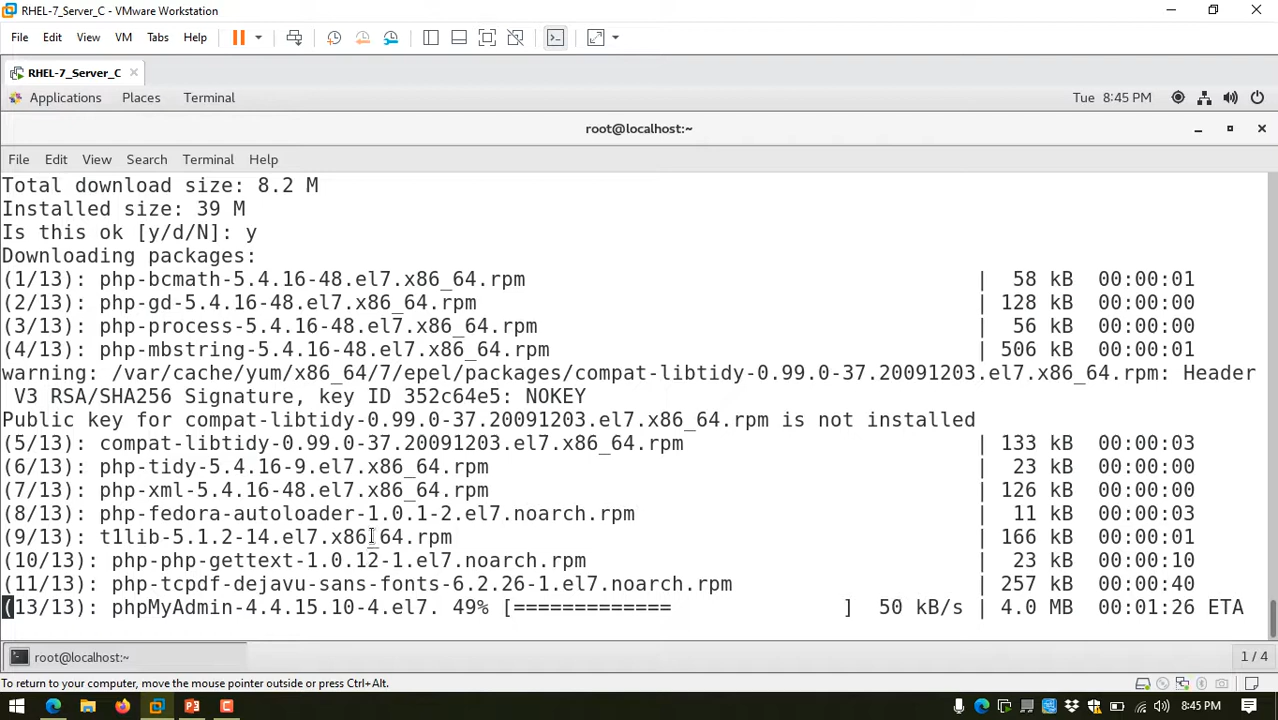 RHEL-7_Server_C - VMware Workstation
File Edit View VM Tabs Help
RHEL-7_Server_C
Applications Places Terminal Tue 8:45 PM
root@localhost:~
File Edit View Search Terminal Help
Total download size: 8.2 M
Installed size: 39 M
Is this ok [y/d/N]: y
Downloading packages:
(1/13): php-bcmath-5.4.16-48.el7.x86_64.rpm | 58 kB 00:00:01
(2/13): php-gd-5.4.16-48.el7.x86_64.rpm | 128 kB 00:00:00
(3/13): php-process-5.4.16-48.el7.x86_64.rpm | 56 kB 00:00:00
(4/13): php-mbstring-5.4.16-48.el7.x86_64.rpm | 506 kB 00:00:01
warning: /var/cache/yum/x86_64/7/epel/packages/compat-libtidy-0.99.0-37.20091203.el7.x86_64.rpm: Header
V3 RSA/SHA256 Signature, key ID 352c64e5: NOKEY
Public key for compat-libtidy-0.99.0-37.20091203.el7.x86_64.rpm is not installed
(5/13): compat-libtidy-0.99.0-37.20091203.el7.x86_64.rpm | 133 kB 00:00:03
(6/13): php-tidy-5.4.16-9.el7.x86_64.rpm | 23 kB 00:00:00
(7/13): php-xml-5.4.16-48.el7.x86_64.rpm | 126 kB 00:00:00
(8/13): php-fedora-autoloader-1.0.1-2.el7.noarch.rpm | 11 kB 00:00:03
(9/13): t1lib-5.1.2-14.el7.x86_64.rpm | 166 kB 00:00:01
(10/13): php-php-gettext-1.0.12-1.el7.noarch.rpm | 23 kB 00:00:10
(11/13): php-tcpdf-dejavu-sans-fonts-6.2.26-1.el7.noarch.rpm | 257 kB 00:00:40
(13/13): phpMyAdmin-4.4.15.10-4.el7. 49% [============= ] 50 kB/s | 4.0 MB 00:01:26 ETA
root@localhost:~ 1 / 4
To return to your computer, move the mouse pointer outside or press Ctrl+Alt.
8:45 PM